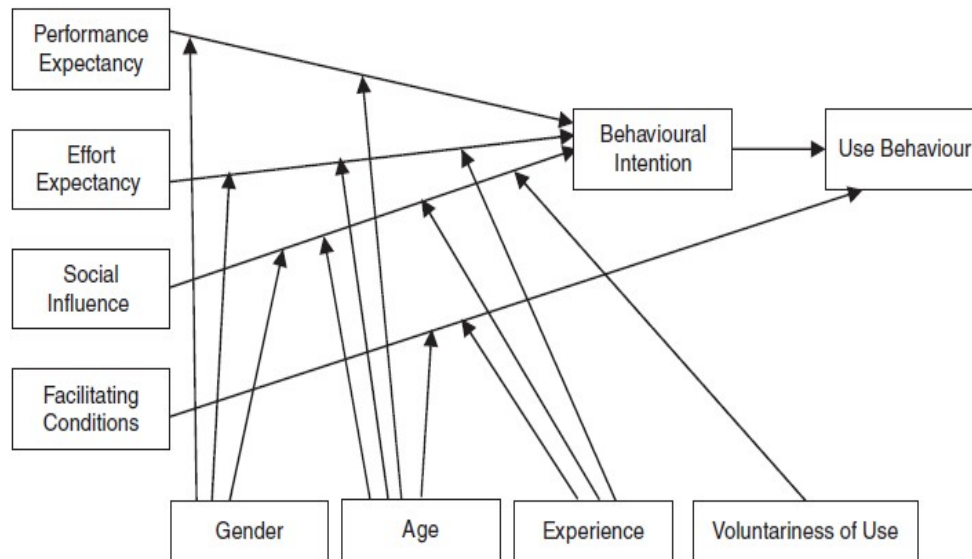 Performance
Expectancy
Effort
Expectancy
Social
Influence
Facilitating
Conditions
Behavioural
Intention
Use Behaviour
Gender
Age
Experience
Voluntariness of Use